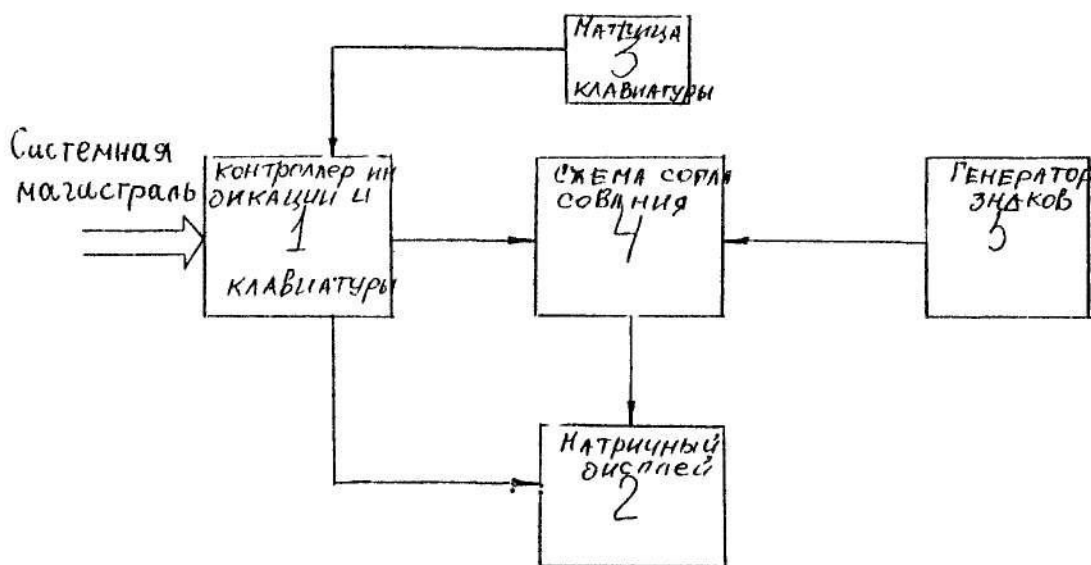 Матрица
3
клавиатуры
Системная
магистраль
контроллер ин
дикации и
1
клавиатуры
Схема согла
сования
4
Генератор
знаков
5
Матричный
дисплей
2